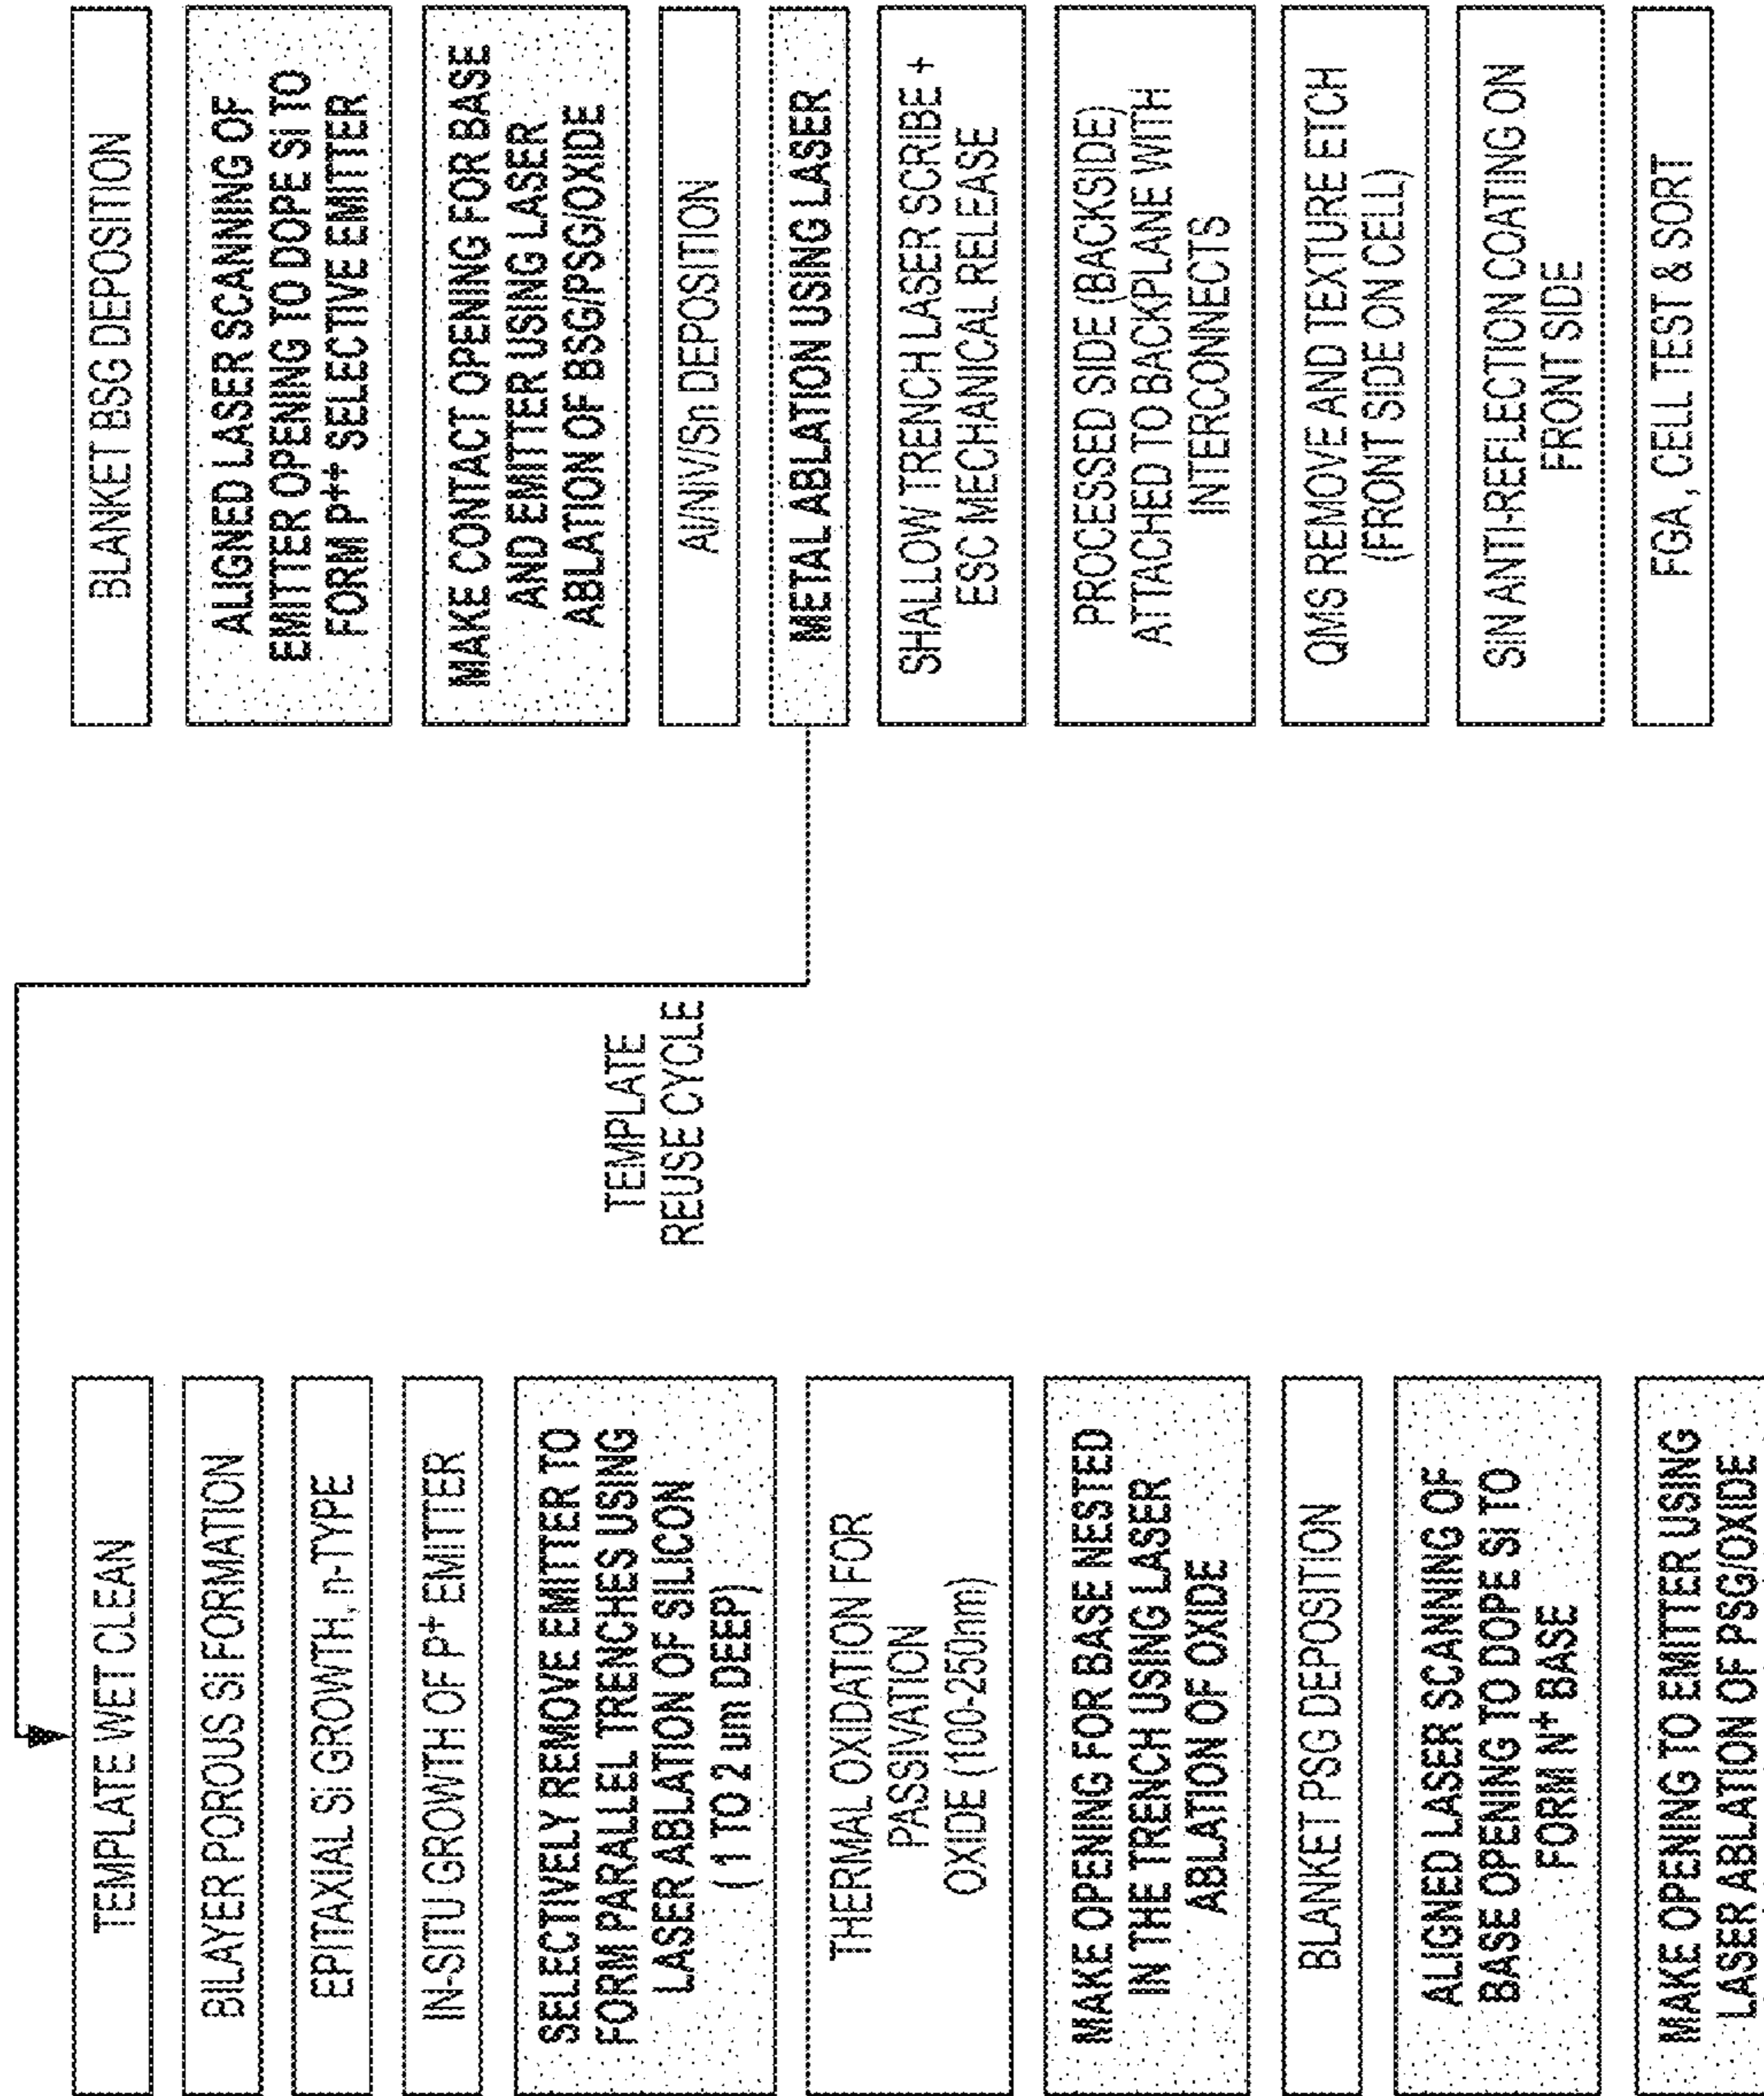 TEMPLATE WET CLEAN
BILAYER POROUS SI FORMATION
EPITAXIAL SI GROWTH, n-TYPE
IN-SITU GROWTH OF P+ EMITTER
SELECTIVELY REMOVE EMITTER TO
FORM PARALLEL TRENCHES USING
LASER ABLATION OF SILICON
( 1 TO 2 um DEEP)
THERMAL OXIDATION FOR
PASSIVATION
OXIDE (100-250nm)
MAKE OPENING FOR BASE NESTED
IN THE TRENCH USING LASER
ABLATION OF OXIDE
BLANKET PSG DEPOSITION
ALIGNED LASER SCANNING OF
BASE OPENING TO DOPE SI TO
FORM N+ BASE
MAKE OPENING TO EMITTER USING
LASER ABLATION OF PSG/OXIDE
TEMPLATE
REUSE CYCLE
BLANKET BSG DEPOSITION
ALIGNED LASER SCANNING OF
EMITTER OPENING TO DOPE SI TO
FORM P++ SELECTIVE EMITTER
MAKE CONTACT OPENING FOR BASE
AND EMITTER USING LASER
ABLATION OF BSG/PSG/OXIDE
Al/NiV/Sn DEPOSITION
METAL ABLATION USING LASER
SHALLOW TRENCH LASER SCRIBE +
ESC MECHANICAL RELEASE
PROCESSED SIDE (BACKSIDE)
ATTACHED TO BACKPLANE WITH
INTERCONNECTS
QMS REMOVE AND TEXTURE ETCH
(FRONT SIDE ON CELL)
SIN ANTI-REFLECTION COATING ON
FRONT SIDE
FGA, CELL TEST & SORT